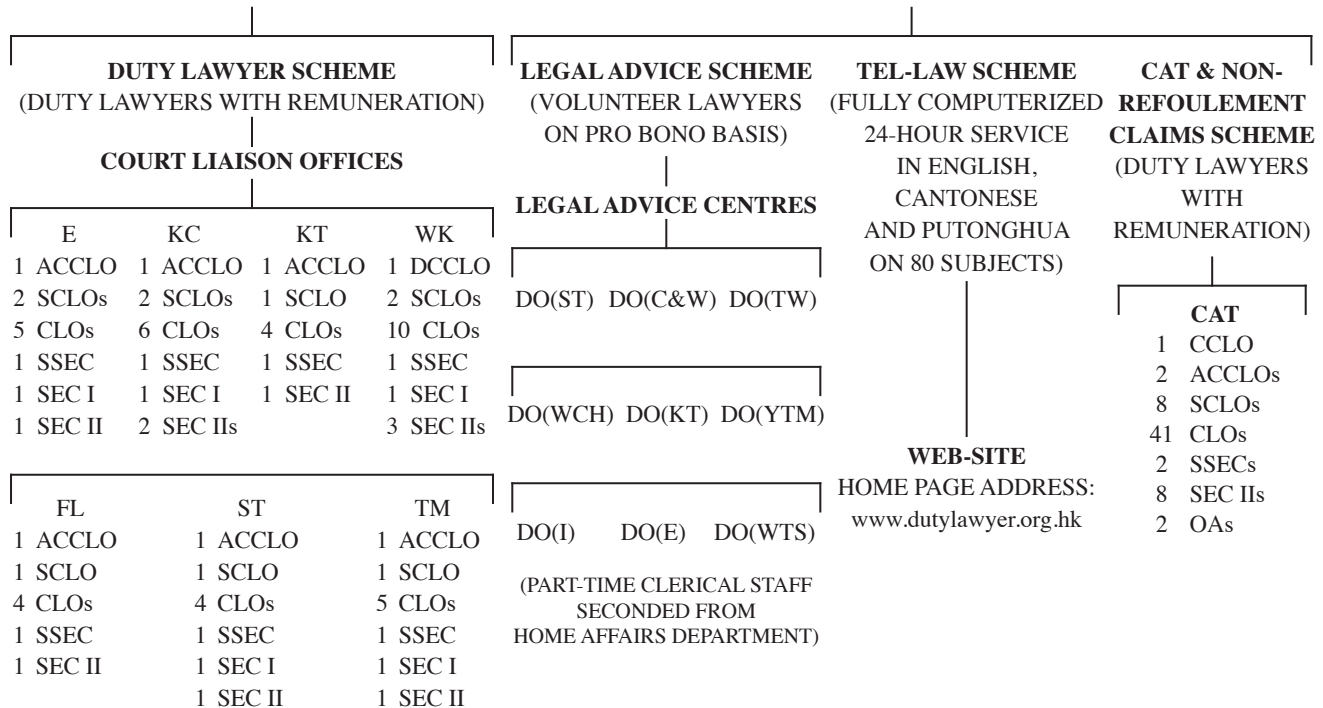 DUTY LAWYER SCHEME
(DUTY LAWYERS WITH REMUNERATION)
COURT LIAISON OFFICES
E KC KT WK
1 ACCLO 1 ACCLO 1 ACCLO 1 DCCLO
2 SCLOs 2 SCLOs 1 SCLO 2 SCLOs
5 CLOs 6 CLOs 4 CLOs 10 CLOs
1 SSEC 1 SSEC 1 SSEC 1 SSEC
1 SEC I 1 SEC I 1 SEC II 1 SEC I
1 SEC II 2 SEC IIs 3 SEC IIs
FL ST TM
1 ACCLO 1 ACCLO 1 ACCLO
1 SCLO 1 SCLO 1 SCLO
4 CLOs 4 CLOs 5 CLOs
1 SSEC 1 SSEC 1 SSEC
1 SEC II 1 SEC I 1 SEC I
1 SEC II 1 SEC II
LEGAL ADVICE SCHEME
(VOLUNTEER LAWYERS
ON PRO BONO BASIS)
LEGAL ADVICE CENTRES
DO(ST) DO(C&W) DO(TW)
DO(WCH) DO(KT) DO(YTM)
DO(I) DO(E) DO(WTS)
(PART-TIME CLERICAL STAFF
SECONDED FROM
HOME AFFAIRS DEPARTMENT)
TEL-LAW SCHEME
(FULLY COMPUTERIZED
24-HOUR SERVICE
IN ENGLISH,
CANTONESE
AND PUTONGHUA
ON 80 SUBJECTS)
WEB-SITE
HOME PAGE ADDRESS:
www.dutylawyer.org.hk
CAT & NON-
REFOULEMENT
CLAIMS SCHEME
(DUTY LAWYERS
WITH
REMUNERATION)
CAT
1 CCLO
2 ACCLOs
8 SCLOs
41 CLOs
2 SSECs
8 SEC IIs
2 OAs